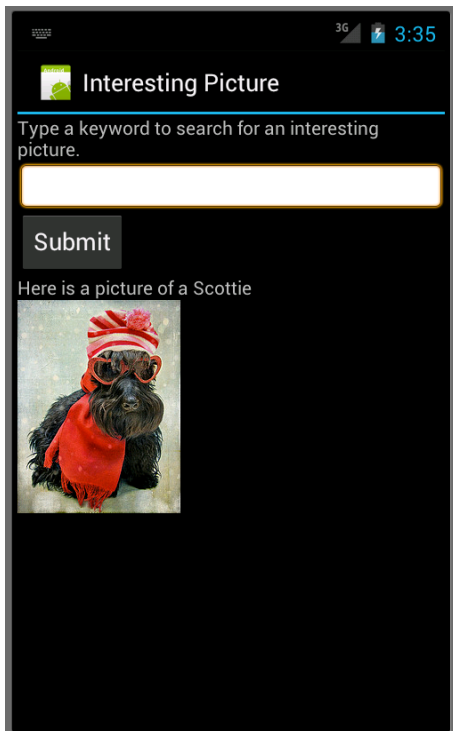 3G 3:35
Android
Interesting Picture
Type a keyword to search for an interesting
picture.
Submit
Here is a picture of a Scottie